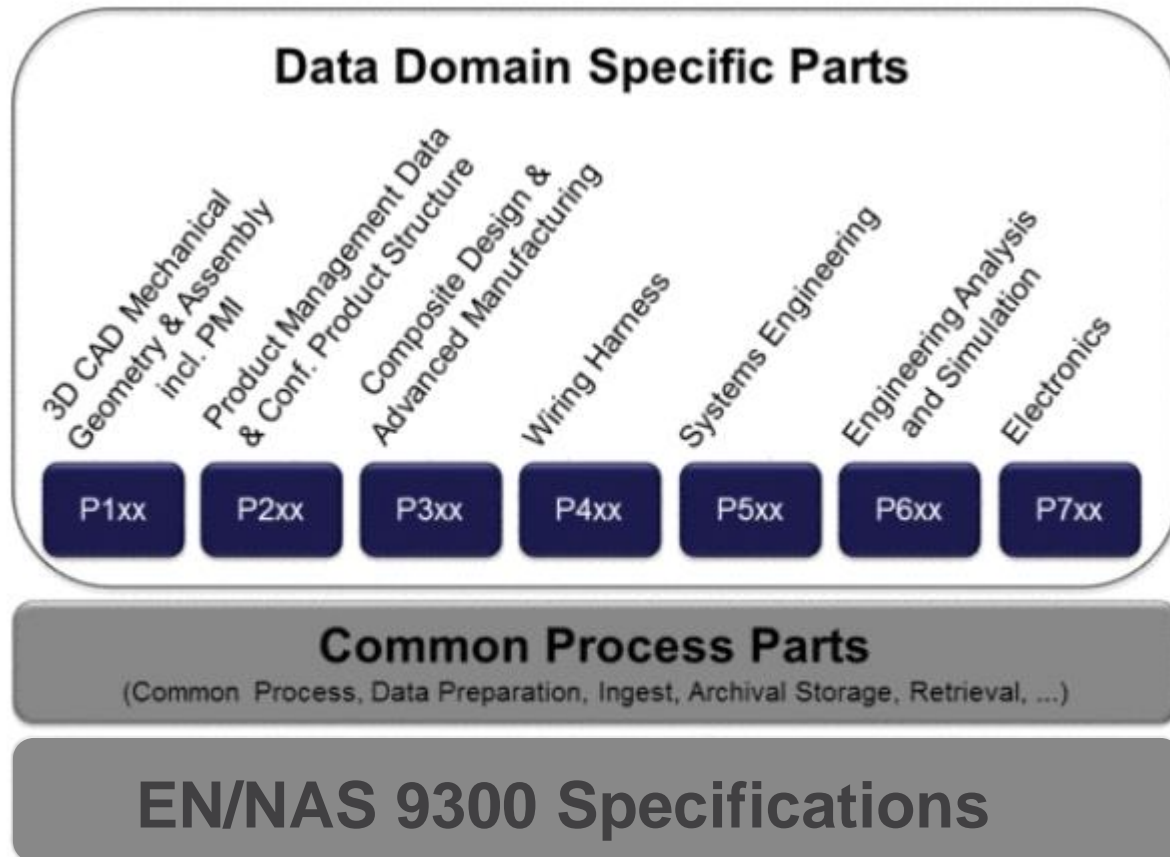 Data Domain Specific Parts
3D CAD Mechanical
Geometry & Assembly
incl. PMI
Product Management Data
& Conf. Product Structure
Composite Design &
Advanced Manufacturing
Wiring Harness
Systems Engineering
Engineering Analysis
and Simulation
Electronics
P1xx
P2xx
P3xx
P4xx
P5xx
P6xx
P7xx
Common Process Parts
(Common Process, Data Preparation, Ingest, Archival Storage, Retrieval, ...)
EN/NAS 9300 Specifications